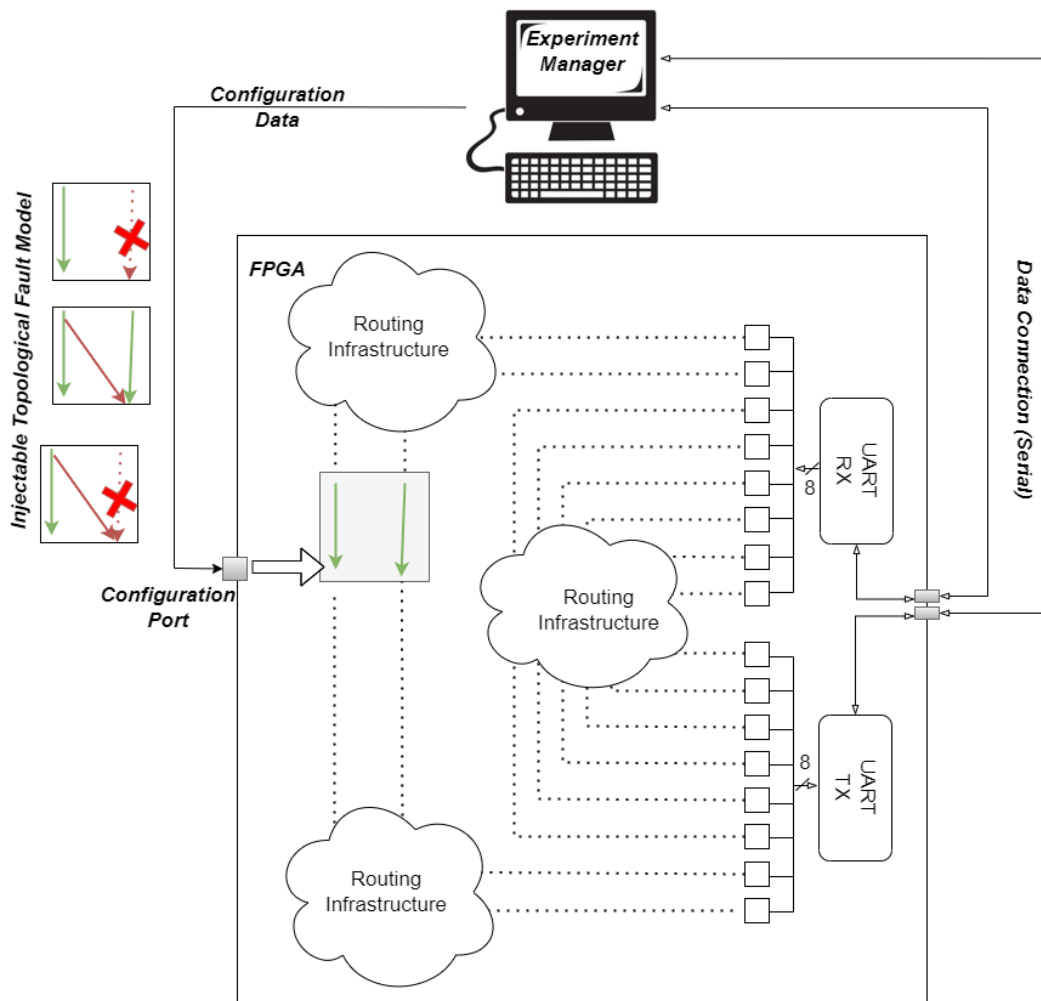 Experiment
Manager
Configuration
Data
Injectable Topological Fault Model
FPGA
Routing
Infrastructure
UART
RX
8
Data Connection (Serial)
Configuration
Port
Routing
Infrastructure
8
UART
TX
Routing
Infrastructure